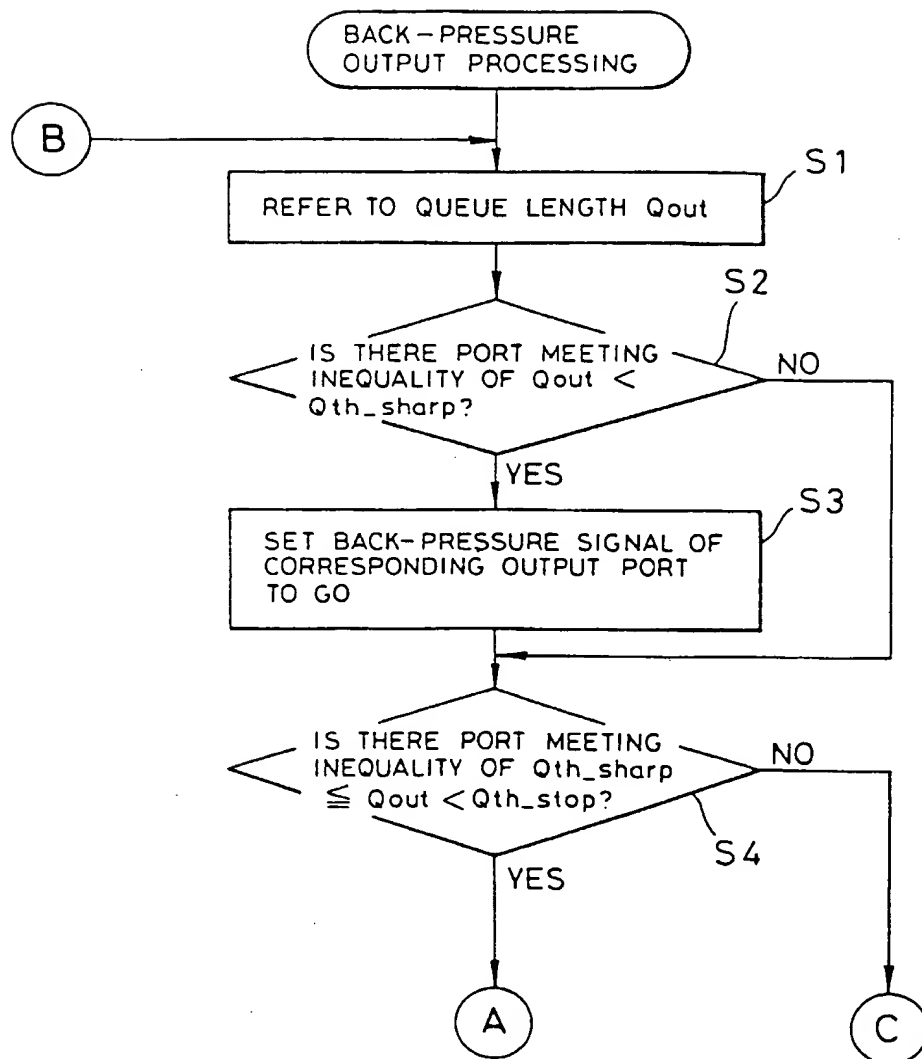 BACK-PRESSURE
OUTPUT PROCESSING
B
S1
REFER TO QUEUE LENGTH Qout
S2
IS THERE PORT MEETING
INEQUALITY OF Qout <
Qth_sharp?
NO
YES
S3
SET BACK-PRESSURE SIGNAL OF
CORRESPONDING OUTPUT PORT
TO GO
IS THERE PORT MEETING
INEQUALITY OF Qth_sharp
≦ Qout < Qth_stop?
NO
S4
YES
A
C